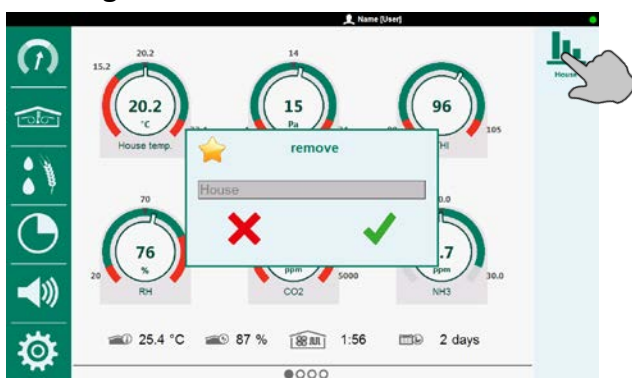 Name [User]
House
20.2
15.2
20.2
°C
House temp.
14
15
Pa
96
105
remove
House
70
76
%
20
RH
ppm
5000
CO2
ppm
30.0
NH3
25.4 °C
87 %
1:56
2 days